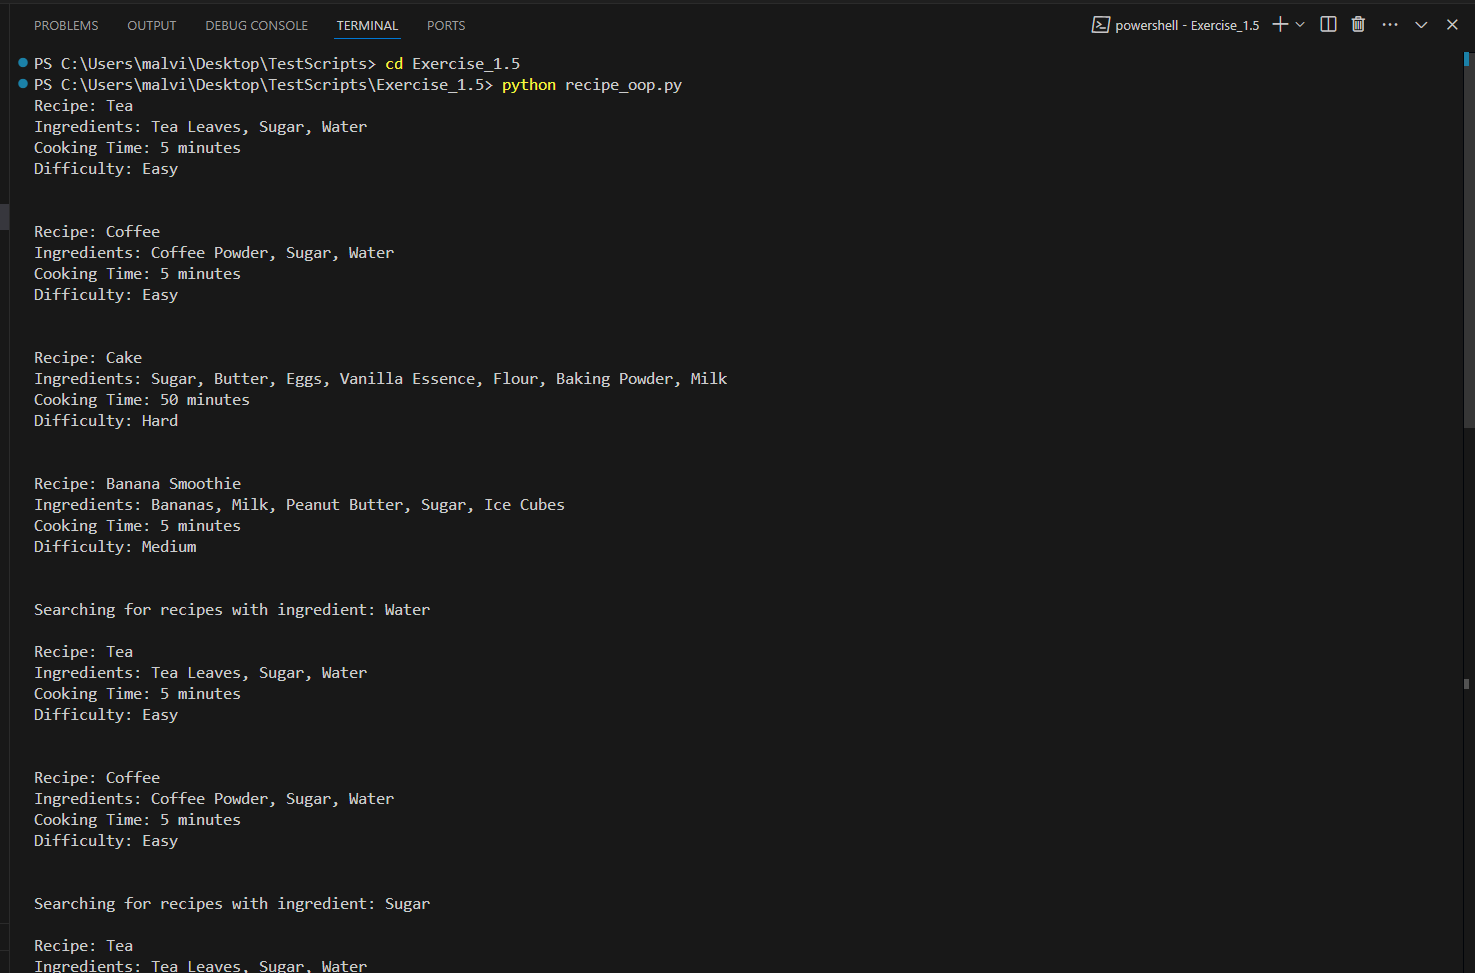 PROBLEMS OUTPUT DEBUG CONSOLE TERMINAL PORTS powershell - Exercise_1.5
PS C:\Users\malvi\Desktop\TestScripts> cd Exercise_1.5
PS C:\Users\malvi\Desktop\TestScripts\Exercise_1.5> python recipe_oop.py
Recipe: Tea
Ingredients: Tea Leaves, Sugar, Water
Cooking Time: 5 minutes
Difficulty: Easy
Recipe: Coffee
Ingredients: Coffee Powder, Sugar, Water
Cooking Time: 5 minutes
Difficulty: Easy
Recipe: Cake
Ingredients: Sugar, Butter, Eggs, Vanilla Essence, Flour, Baking Powder, Milk
Cooking Time: 50 minutes
Difficulty: Hard
Recipe: Banana Smoothie
Ingredients: Bananas, Milk, Peanut Butter, Sugar, Ice Cubes
Cooking Time: 5 minutes
Difficulty: Medium
Searching for recipes with ingredient: Water
Recipe: Tea
Ingredients: Tea Leaves, Sugar, Water
Cooking Time: 5 minutes
Difficulty: Easy
Recipe: Coffee
Ingredients: Coffee Powder, Sugar, Water
Cooking Time: 5 minutes
Difficulty: Easy
Searching for recipes with ingredient: Sugar
Recipe: Tea
Ingredients: Tea Leaves, Sugar, Water